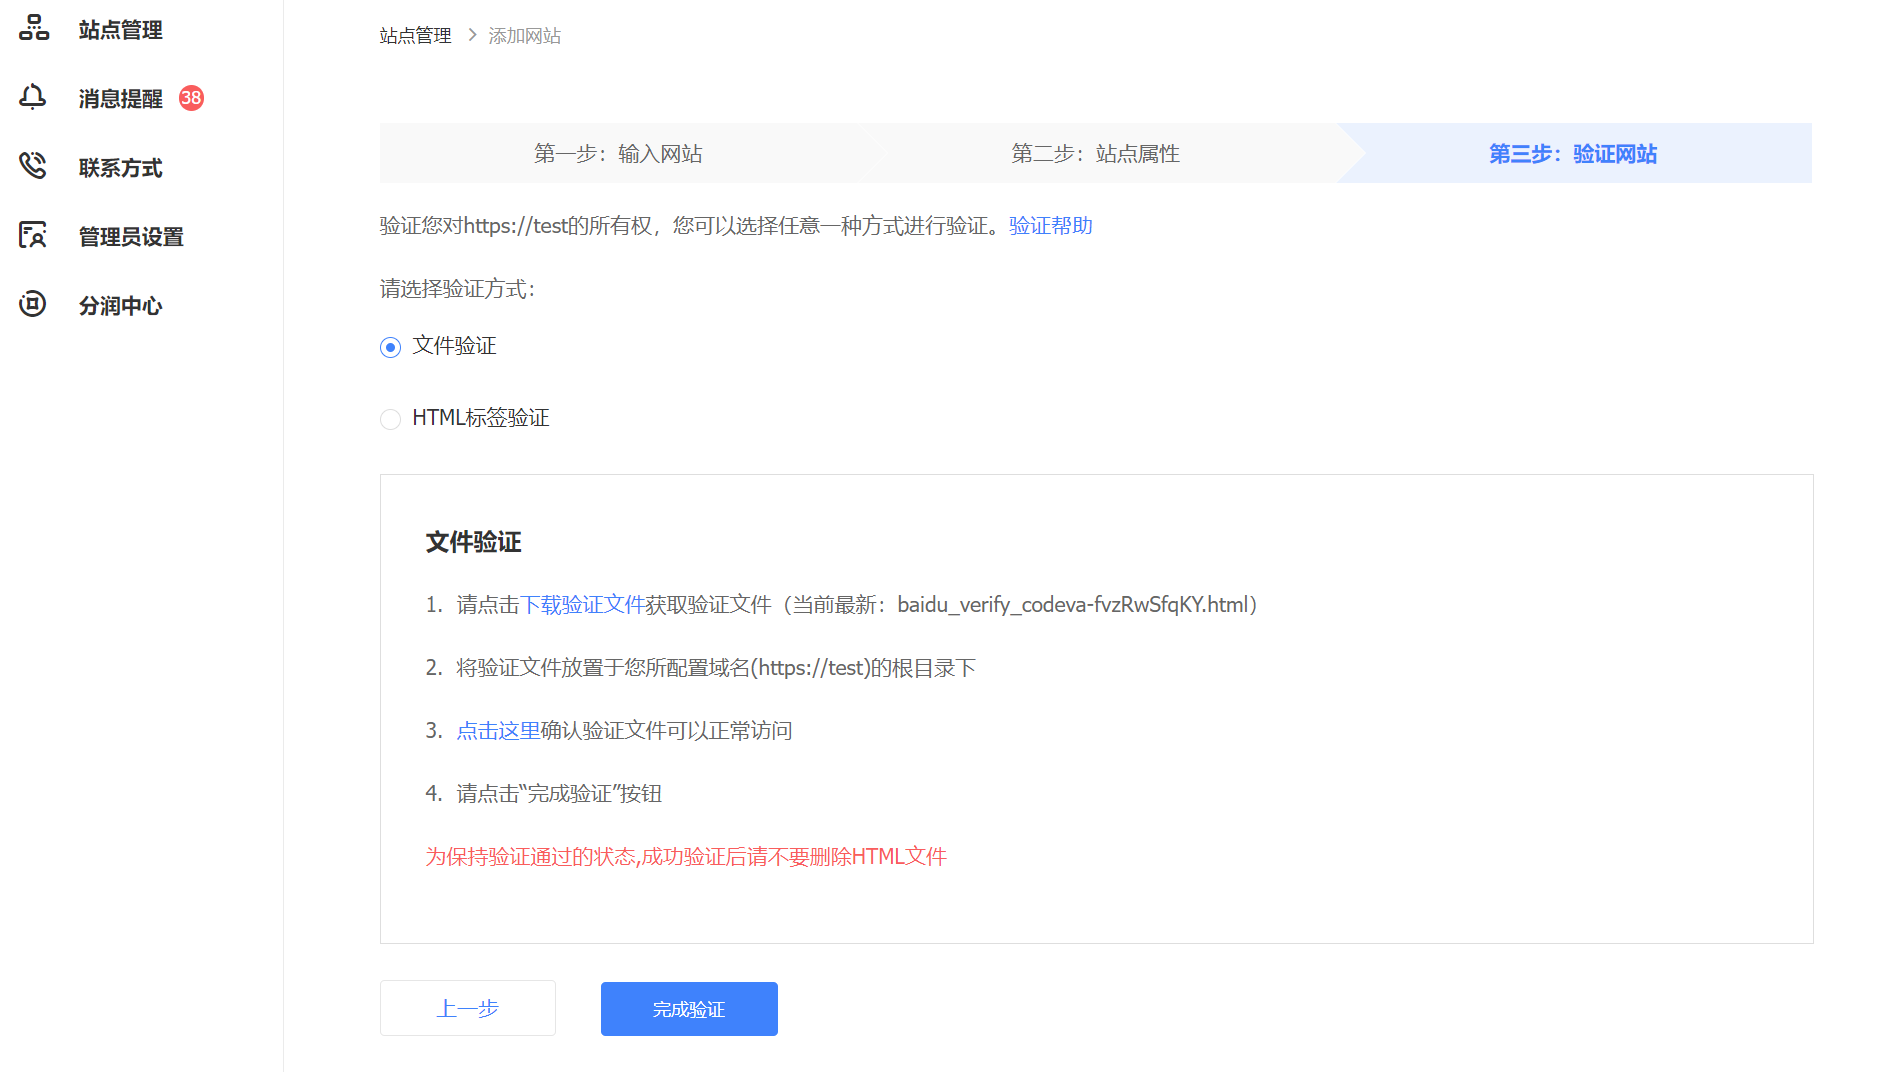 站点管理
消息提醒 38
联系方式
管理员设置
分润中心
站点管理 > 添加网站
第一步：输入网站
第二步：站点属性
第三步：验证网站
验证您对https://test的所有权，您可以选择任意一种方式进行验证。验证帮助
请选择验证方式：
文件验证
HTML标签验证
文件验证
1. 请点击下载验证文件获取验证文件（当前最新：baidu_verify_codeva-fvzRwSfqKY.html）
2. 将验证文件放置于您所配置域名(https://test)的根目录下
3. 点击这里确认验证文件可以正常访问
4. 请点击“完成验证”按钮
为保持验证通过的状态,成功验证后请不要删除HTML文件
上一步
完成验证